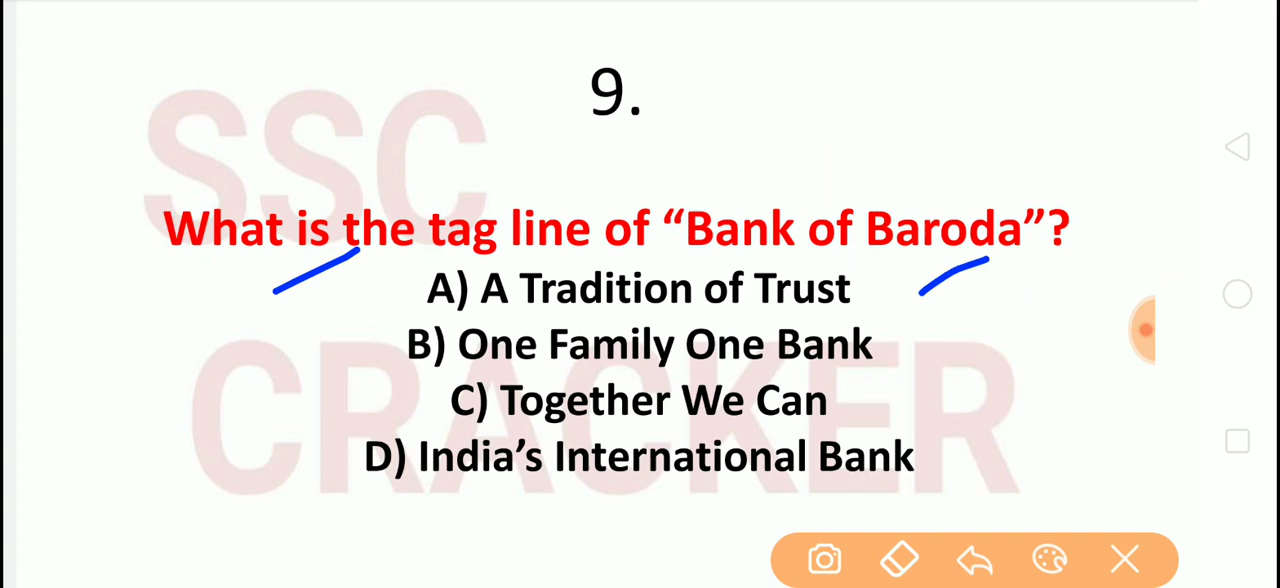 9.
SSC
What is the tag line of “Bank of Baroda”?
A) A Tradition of Trust
B) One Family One Bank
CRACKER
C) Together We Can
D) India’s International Bank